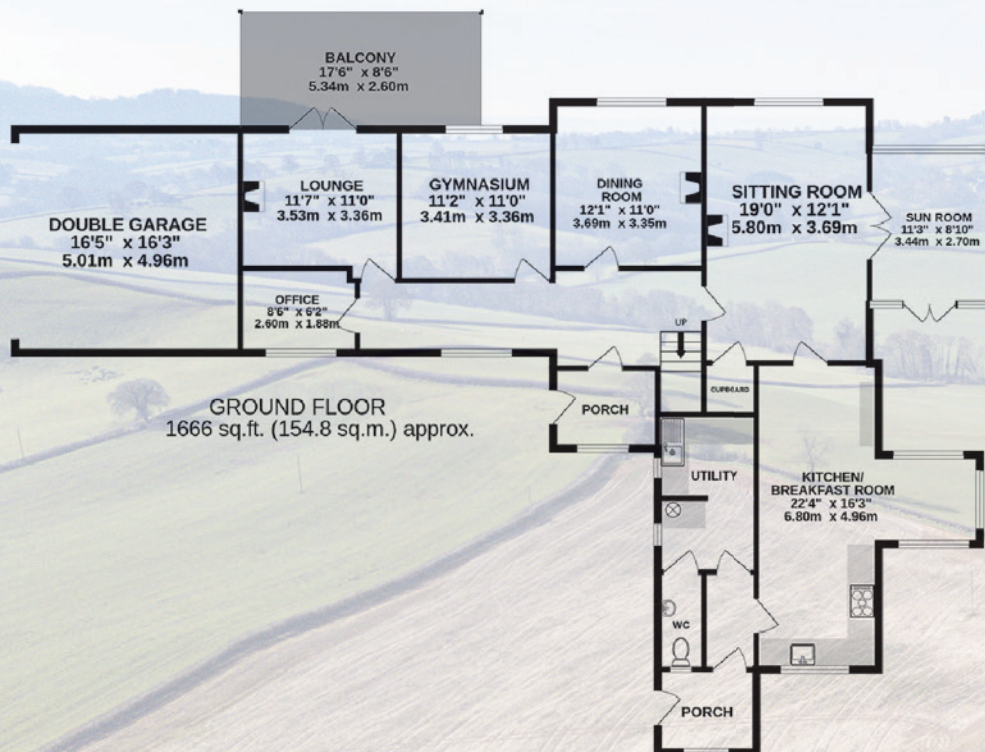 BALCONY
17'6" x 8'6"
5.34m x 2.60m
DOUBLE GARAGE
16'5" x 16'3"
5.01m x 4.96m
LOUNGE
11'7" x 11'0"
3.53m x 3.36m
GYMNASIUM
11'2" x 11'0"
3.41m x 3.36m
DINING
ROOM
12'1" x 11'0"
3.69m x 3.35m
SITTING ROOM
19'0" x 12'1"
5.80m x 3.69m
SUN ROOM
11'3" x 8'10"
3.44m x 2.70m
OFFICE
8'6" x 6'2"
2.60m x 1.88m
UP
CUPBOARD
PORCH
GROUND FLOOR
1666 sq.ft. (154.8 sq.m.) approx.
UTILITY
KITCHEN/
BREAKFAST ROOM
22'4" x 16'3"
6.80m x 4.96m
WC
PORCH